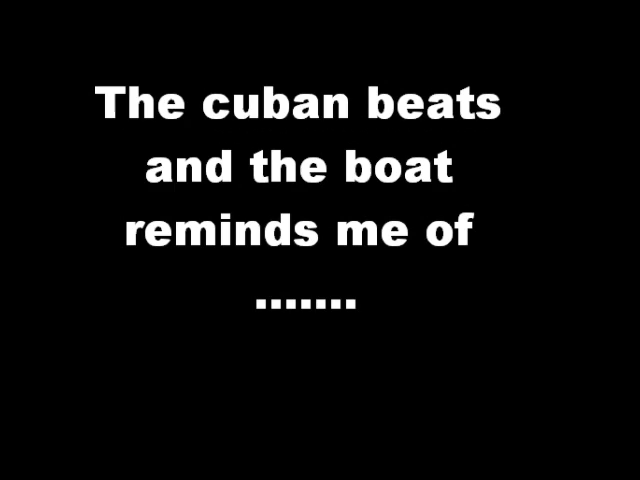 The cuban beats
and the boat
reminds me of
.......